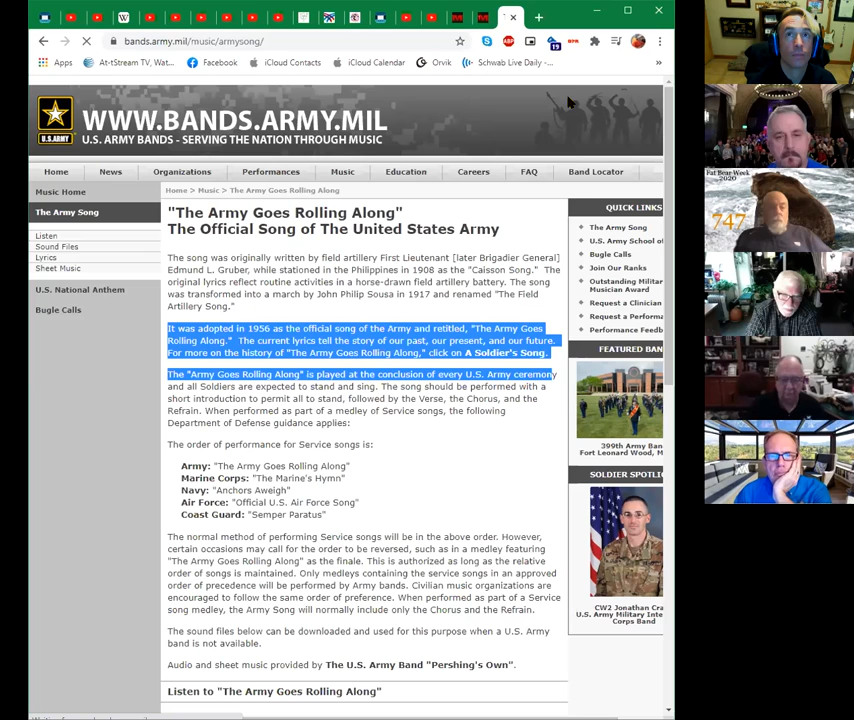 bands.army.mil/music/armysong/
19
Apps
At-tStream TV, Wat...
Facebook
iCloud Contacts
iCloud Calendar
Orvik
Schwab Live Daily -...
»
U.S.ARMY
WWW.BANDS.ARMY.MIL
U.S. ARMY BANDS - SERVING THE NATION THROUGH MUSIC
Home News Organizations Performances Music Education Careers FAQ Band Locator
Music Home
The Army Song
Listen
Sound Files
Lyrics
Sheet Music
U.S. National Anthem
Bugle Calls
Home > Music > The Army Goes Rolling Along
"The Army Goes Rolling Along"
The Official Song of The United States Army
The song was originally written by field artillery First Lieutenant [later Brigadier General]
Edmund L. Gruber, while stationed in the Philippines in 1908 as the "Caisson Song." The
original lyrics reflect routine activities in a horse-drawn field artillery battery. The song
was transformed into a march by John Philip Sousa in 1917 and renamed "The Field
Artillery Song."
It was adopted in 1956 as the official song of the Army and retitled, "The Army Goes
Rolling Along." The current lyrics tell the story of our past, our present, and our future.
For more on the history of "The Army Goes Rolling Along," click on A Soldier's Song.
The "Army Goes Rolling Along" is played at the conclusion of every U.S. Army ceremony
and all Soldiers are expected to stand and sing. The song should be performed with a
short introduction to permit all to stand, followed by the Verse, the Chorus, and the
Refrain. When performed as part of a medley of Service songs, the following
Department of Defense guidance applies:
The order of performance for Service songs is:
Army: "The Army Goes Rolling Along"
Marine Corps: "The Marine's Hymn"
Navy: "Anchors Aweigh"
Air Force: "Official U.S. Air Force Song"
Coast Guard: "Semper Paratus"
The normal method of performing Service songs will be in the above order. However,
certain occasions may call for the order to be reversed, such as in a medley featuring
"The Army Goes Rolling Along" as the finale. This is authorized as long as the relative
order of songs is maintained. Only medleys containing the service songs in an approved
order of precedence will be performed by Army bands. Civilian music organizations are
encouraged to follow the same order of preference. When performed as part of a Service
song medley, the Army Song will normally include only the Chorus and the Refrain.
The sound files below can be downloaded and used for this purpose when a U.S. Army
band is not available.
Audio and sheet music provided by The U.S. Army Band "Pershing's Own".
Listen to "The Army Goes Rolling Along"
QUICK LINKS
The Army Song
U.S. Army School of
Bugle Calls
Join Our Ranks
Outstanding Militar
Musician Award
Request a Clinician
Request a Performa
Performance Feedb
FEATURED BAN
399th Army Ban
Fort Leonard Wood, M
SOLDIER SPOTLI
CW2 Jonathan Cra
U.S. Army Military Inte
Corps Band
Fat Bear Week
2020
747